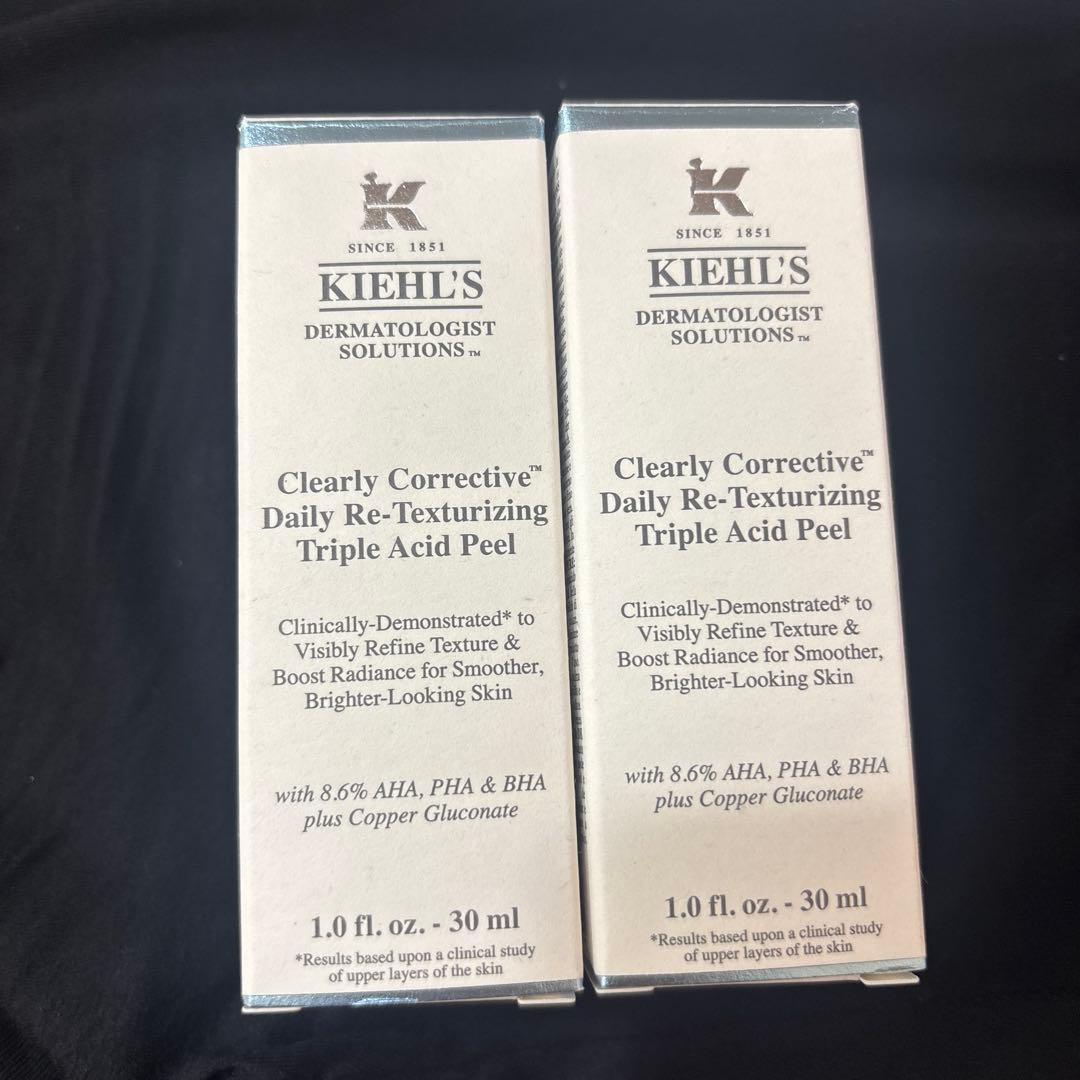 K
SINCE 1851
KIEHL'S
DERMATOLOGIST
SOLUTIONS™
Clearly Corrective™
Daily Re-Texturizing
Triple Acid Peel
Clinically-Demonstrated* to
Visibly Refine Texture &
Boost Radiance for Smoother,
Brighter-Looking Skin
with 8.6% AHA, PHA & BHA
plus Copper Gluconate
1.0 fl. oz. - 30 ml
*Results based upon a clinical study
of upper layers of the skin
K
SINCE 1851
KIEHL'S
DERMATOLOGIST
SOLUTIONS™
Clearly Corrective™
Daily Re-Texturizing
Triple Acid Peel
Clinically-Demonstrated* to
Visibly Refine Texture &
Boost Radiance for Smoother,
Brighter-Looking Skin
with 8.6% AHA, PHA & BHA
plus Copper Gluconate
1.0 fl. oz. - 30 ml
*Results based upon a clinical study
of upper layers of the skin